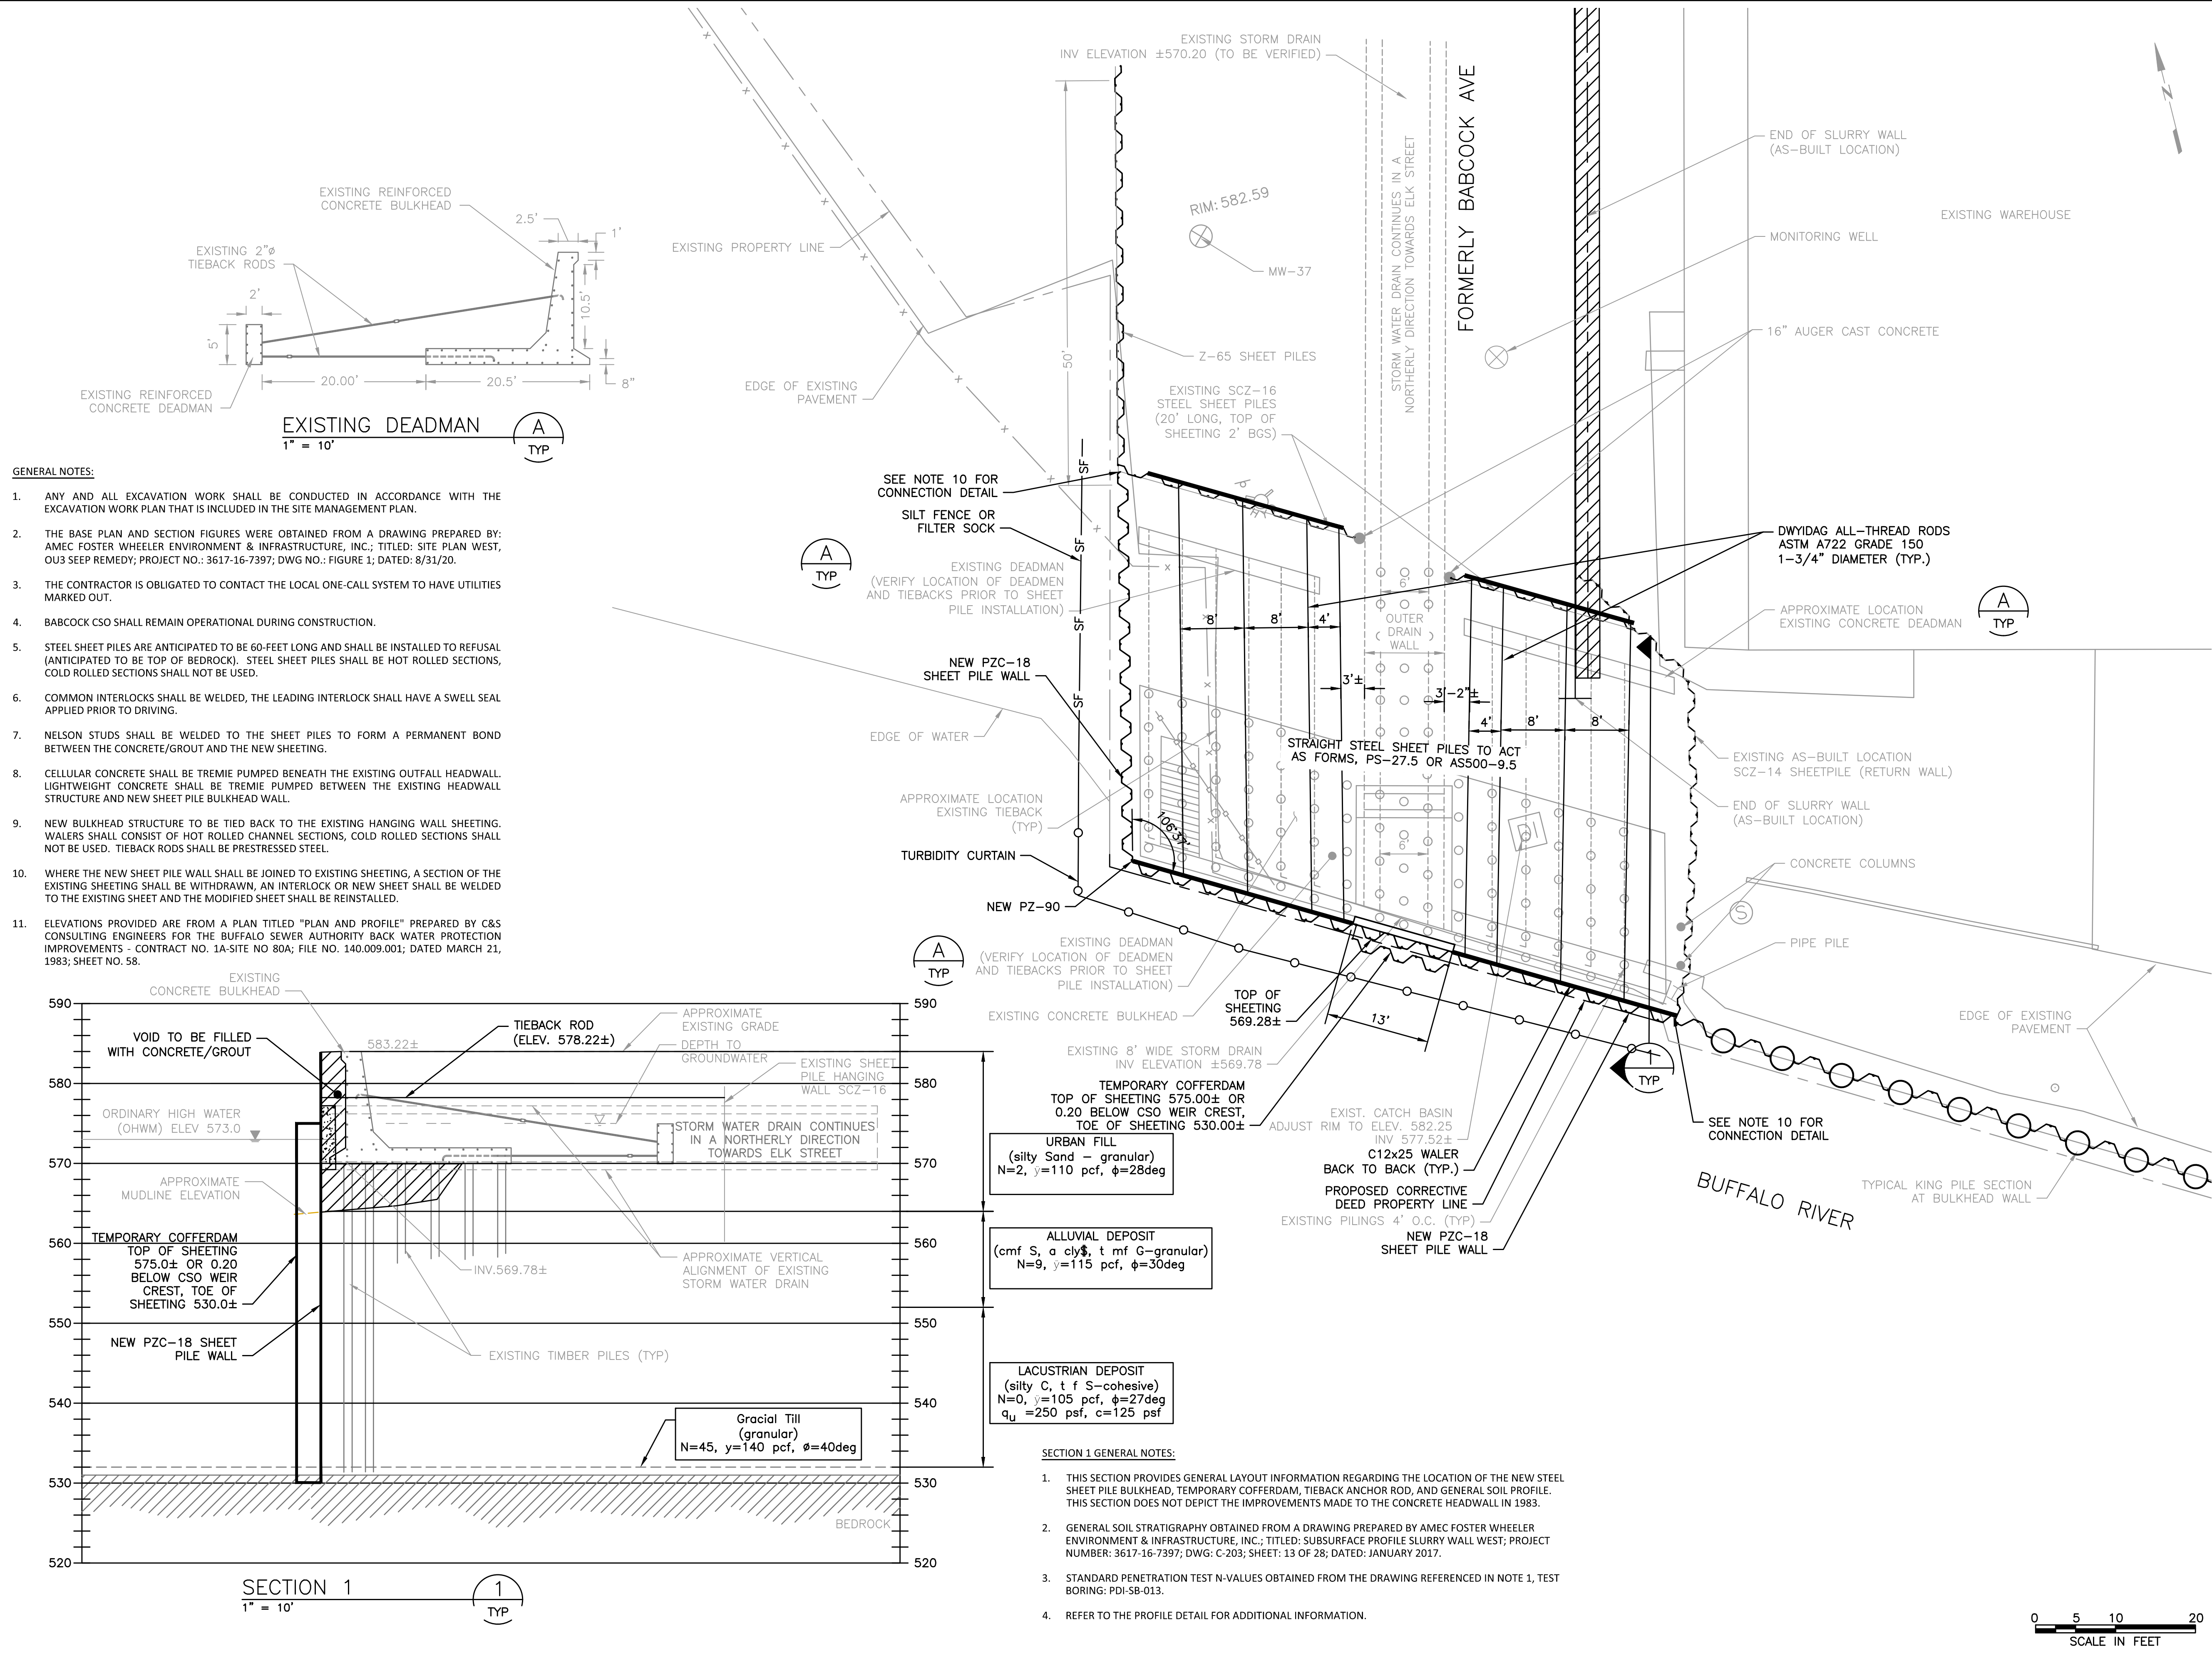 EXISTING REINFORCED
CONCRETE BULKHEAD
2.5'
1'
EXISTING 2"ø
TIEBACK RODS
2'
10.5'
5'
20.00'
20.5'
8"
EXISTING REINFORCED
CONCRETE DEADMAN
EXISTING DEADMAN
1" = 10'
A
TYP
GENERAL NOTES:
1. ANY AND ALL EXCAVATION WORK SHALL BE CONDUCTED IN ACCORDANCE WITH THE
EXCAVATION WORK PLAN THAT IS INCLUDED IN THE SITE MANAGEMENT PLAN.
2. THE BASE PLAN AND SECTION FIGURES WERE OBTAINED FROM A DRAWING PREPARED BY:
AMEC FOSTER WHEELER ENVIRONMENT & INFRASTRUCTURE, INC.; TITLED: SITE PLAN WEST,
OU3 SEEP REMEDY; PROJECT NO.: 3617-16-7397; DWG NO.: FIGURE 1; DATED: 8/31/20.
3. THE CONTRACTOR IS OBLIGATED TO CONTACT THE LOCAL ONE-CALL SYSTEM TO HAVE UTILITIES
MARKED OUT.
4. BABCOCK CSO SHALL REMAIN OPERATIONAL DURING CONSTRUCTION.
5. STEEL SHEET PILES ARE ANTICIPATED TO BE 60-FEET LONG AND SHALL BE INSTALLED TO REFUSAL
(ANTICIPATED TO BE TOP OF BEDROCK). STEEL SHEET PILES SHALL BE HOT ROLLED SECTIONS,
COLD ROLLED SECTIONS SHALL NOT BE USED.
6. COMMON INTERLOCKS SHALL BE WELDED, THE LEADING INTERLOCK SHALL HAVE A SWELL SEAL
APPLIED PRIOR TO DRIVING.
7. NELSON STUDS SHALL BE WELDED TO THE SHEET PILES TO FORM A PERMANENT BOND
BETWEEN THE CONCRETE/GROUT AND THE NEW SHEETING.
8. CELLULAR CONCRETE SHALL BE TREMIE PUMPED BENEATH THE EXISTING OUTFALL HEADWALL.
LIGHTWEIGHT CONCRETE SHALL BE TREMIE PUMPED BETWEEN THE EXISTING HEADWALL
STRUCTURE AND NEW SHEET PILE BULKHEAD WALL.
9. NEW BULKHEAD STRUCTURE TO BE TIED BACK TO THE EXISTING HANGING WALL SHEETING.
WALERS SHALL CONSIST OF HOT ROLLED CHANNEL SECTIONS, COLD ROLLED SECTIONS SHALL
NOT BE USED. TIEBACK RODS SHALL BE PRESTRESSED STEEL.
10. WHERE THE NEW SHEET PILE WALL SHALL BE JOINED TO EXISTING SHEETING, A SECTION OF THE
EXISTING SHEETING SHALL BE WITHDRAWN, AN INTERLOCK OR NEW SHEET SHALL BE WELDED
TO THE EXISTING SHEET AND THE MODIFIED SHEET SHALL BE REINSTALLED.
11. ELEVATIONS PROVIDED ARE FROM A PLAN TITLED "PLAN AND PROFILE" PREPARED BY C&S
CONSULTING ENGINEERS FOR THE BUFFALO SEWER AUTHORITY BACK WATER PROTECTION
IMPROVEMENTS - CONTRACT NO. 1A-SITE NO 80A; FILE NO. 140.009.001; DATED MARCH 21,
1983; SHEET NO. 58.
EXISTING STORM DRAIN
INV ELEVATION ±570.20 (TO BE VERIFIED)
FORMERLY BABCOCK AVE
STORM WATER DRAIN CONTINUES IN A
NORTHERLY DIRECTION TOWARDS ELK STREET
N
END OF SLURRY WALL
(AS-BUILT LOCATION)
EXISTING WAREHOUSE
MONITORING WELL
RIM: 582.59
MW-37
EXISTING PROPERTY LINE
50'
Z-65 SHEET PILES
16" AUGER CAST CONCRETE
EDGE OF EXISTING
PAVEMENT
EXISTING SCZ-16
STEEL SHEET PILES
(20' LONG, TOP OF
SHEETING 2' BGS)
SEE NOTE 10 FOR
CONNECTION DETAIL
SILT FENCE OR
FILTER SOCK
SF
SF
SF
SF
A
TYP
EXISTING DEADMAN
(VERIFY LOCATION OF DEADMEN
AND TIEBACKS PRIOR TO SHEET
PILE INSTALLATION)
DWYIDAG ALL-THREAD RODS
ASTM A722 GRADE 150
1-3/4" DIAMETER (TYP.)
APPROXIMATE LOCATION
EXISTING CONCRETE DEADMAN
A
TYP
8'
8'
4'
6'
OUTER
DRAIN
WALL
3'±
3'-2"±
4'
8'
8'
NEW PZC-18
SHEET PILE WALL
EDGE OF WATER
STRAIGHT STEEL SHEET PILES TO ACT
AS FORMS, PS-27.5 OR AS500-9.5
EXISTING AS-BUILT LOCATION
SCZ-14 SHEETPILE (RETURN WALL)
END OF SLURRY WALL
(AS-BUILT LOCATION)
APPROXIMATE LOCATION
EXISTING TIEBACK
(TYP)
106°37'
6'
TURBIDITY CURTAIN
CONCRETE COLUMNS
NEW PZ-90
S
PIPE PILE
A
TYP
EXISTING DEADMAN
(VERIFY LOCATION OF DEADMEN
AND TIEBACKS PRIOR TO SHEET
PILE INSTALLATION)
TOP OF
SHEETING
569.28±
EXISTING CONCRETE BULKHEAD
13'
EDGE OF EXISTING
PAVEMENT
EXISTING 8' WIDE STORM DRAIN
INV ELEVATION ±569.78
1
TYP
TEMPORARY COFFERDAM
TOP OF SHEETING 575.00± OR
0.20 BELOW CSO WEIR CREST,
TOE OF SHEETING 530.00±
EXIST. CATCH BASIN
ADJUST RIM TO ELEV. 582.25
INV 577.52±
SEE NOTE 10 FOR
CONNECTION DETAIL
C12x25 WALER
BACK TO BACK (TYP.)
PROPOSED CORRECTIVE
DEED PROPERTY LINE
EXISTING PILINGS 4' O.C. (TYP)
NEW PZC-18
SHEET PILE WALL
BUFFALO RIVER
TYPICAL KING PILE SECTION
AT BULKHEAD WALL
EXISTING
CONCRETE BULKHEAD
590
590
VOID TO BE FILLED
WITH CONCRETE/GROUT
583.22±
TIEBACK ROD
(ELEV. 578.22±)
APPROXIMATE
EXISTING GRADE
DEPTH TO
GROUNDWATER
EXISTING SHEET
PILE HANGING
WALL SCZ-16
580
580
ORDINARY HIGH WATER
(OHWM) ELEV 573.0
STORM WATER DRAIN CONTINUES
IN A NORTHERLY DIRECTION
TOWARDS ELK STREET
570
570
URBAN FILL
(silty Sand - granular)
N=2, ÿ=110 pcf, ϕ=28deg
APPROXIMATE
MUDLINE ELEVATION
560
560
TEMPORARY COFFERDAM
TOP OF SHEETING
575.0± OR 0.20
BELOW CSO WEIR
CREST, TOE OF
SHEETING 530.0±
INV.569.78±
APPROXIMATE VERTICAL
ALIGNMENT OF EXISTING
STORM WATER DRAIN
ALLUVIAL DEPOSIT
(cmf S, a cly$, t mf G-granular)
N=9, ÿ=115 pcf, ϕ=30deg
550
550
NEW PZC-18 SHEET
PILE WALL
EXISTING TIMBER PILES (TYP)
LACUSTRIAN DEPOSIT
(silty C, t f S-cohesive)
N=0, ÿ=105 pcf, ϕ=27deg
qu =250 psf, c=125 psf
540
540
Gracial Till
(granular)
N=45, y=140 pcf, ø=40deg
530
530
BEDROCK
520
520
SECTION 1
1" = 10'
1
TYP
SECTION 1 GENERAL NOTES:
1. THIS SECTION PROVIDES GENERAL LAYOUT INFORMATION REGARDING THE LOCATION OF THE NEW STEEL
SHEET PILE BULKHEAD, TEMPORARY COFFERDAM, TIEBACK ANCHOR ROD, AND GENERAL SOIL PROFILE.
THIS SECTION DOES NOT DEPICT THE IMPROVEMENTS MADE TO THE CONCRETE HEADWALL IN 1983.
2. GENERAL SOIL STRATIGRAPHY OBTAINED FROM A DRAWING PREPARED BY AMEC FOSTER WHEELER
ENVIRONMENT & INFRASTRUCTURE, INC.; TITLED: SUBSURFACE PROFILE SLURRY WALL WEST; PROJECT
NUMBER: 3617-16-7397; DWG: C-203; SHEET: 13 OF 28; DATED: JANUARY 2017.
3. STANDARD PENETRATION TEST N-VALUES OBTAINED FROM THE DRAWING REFERENCED IN NOTE 1, TEST
BORING: PDI-SB-013.
4. REFER TO THE PROFILE DETAIL FOR ADDITIONAL INFORMATION.
0 5 10 20
SCALE IN FEET